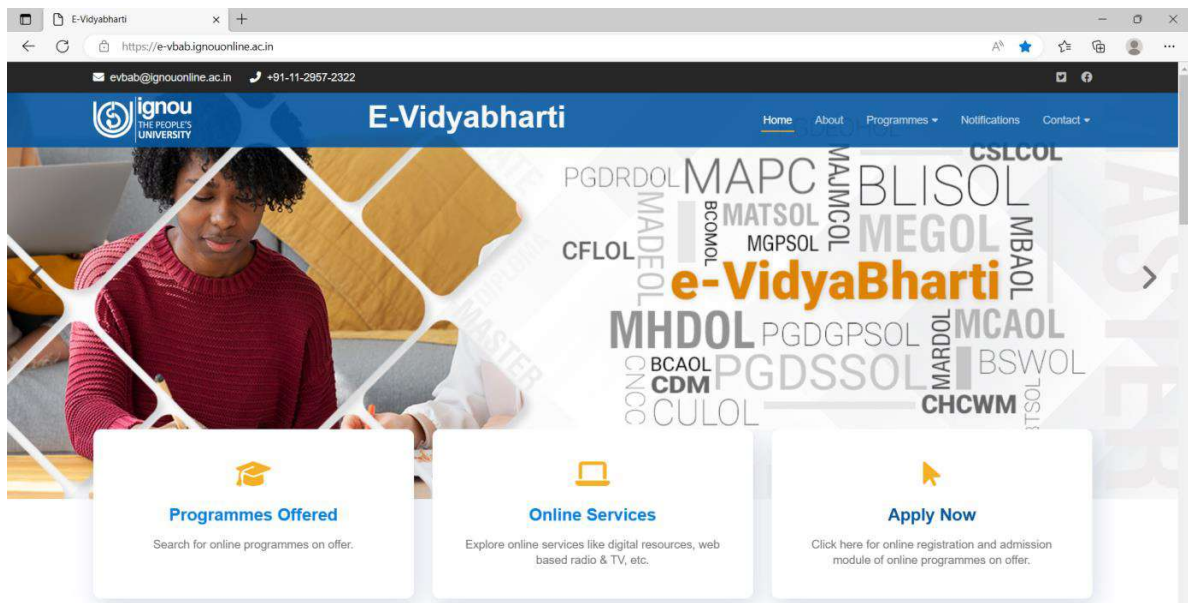 E-Vidyabharti
https://e-vbab.ignouonline.ac.in
evbab@ignouonline.ac.in +91-11-2957-2322
ignou
THE PEOPLE'S
UNIVERSITY
E-Vidyabharti
Home About Programmes Notifications Contact
CSLCOL
PGDRDOL MAPC MAJMCOL BLISOL
MADEOL BCOMOL MATSOL MEGOL MBAOL
CFLOL MGPSOL
e-VidyaBharti
MHDOL PGDGPSOL MARDOL MCAOL
CNCC BCAOL PGDSSOL BSWOL
CDM
CULOL CHCWM BTSOL
MASTER
Programmes Offered
Search for online programmes on offer.
Online Services
Explore online services like digital resources, web
based radio & TV, etc.
Apply Now
Click here for online registration and admission
module of online programmes on offer.